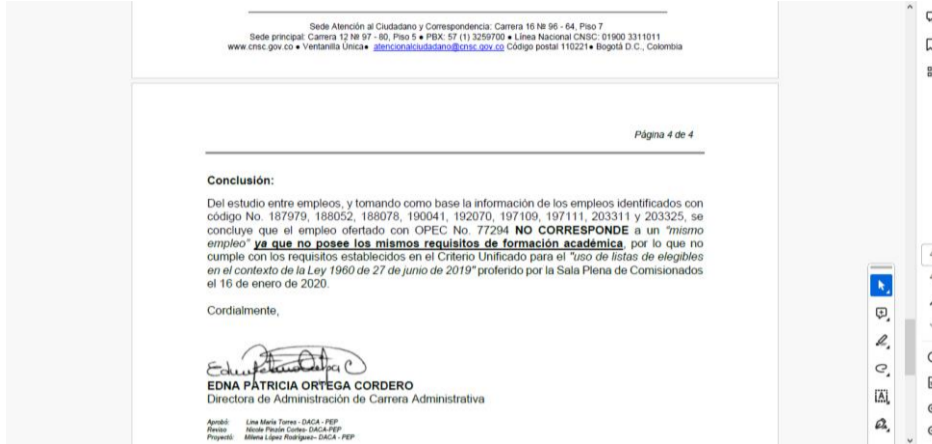 Sede Atención al Ciudadano y Correspondencia: Carrera 16 Nº 96 - 64, Piso 7
Sede principal: Carrera 12 Nº 97 - 80, Piso 5 ● PBX: 57 (1) 3259700 ● Línea Nacional CNSC: 01900 3311011
www.cnsc.gov.co ● Ventanilla Única● atencionalciudadano@cnsc.gov.co Código postal 110221● Bogotá D.C., Colombia
Página 4 de 4
Conclusión:
Del estudio entre empleos, y tomando como base la información de los empleos identificados con
código No. 187979, 188052, 188078, 190041, 192070, 197109, 197111, 203311 y 203325, se
concluye que el empleo ofertado con OPEC No. 77294 NO CORRESPONDE a un "mismo
empleo" ya que no posee los mismos requisitos de formación académica, por lo que no
cumple con los requisitos establecidos en el Criterio Unificado para el "uso de listas de elegibles
en el contexto de la Ley 1960 de 27 de junio de 2019" proferido por la Sala Plena de Comisionados
el 16 de enero de 2020.
Cordialmente,
EDNA PATRICIA ORTEGA CORDERO
Directora de Administración de Carrera Administrativa
Aprobó: Lina María Torres - DACA - PEP
Revisó Nicole Pinzón Cortes- DACA-PEP
Proyectó: Milena López Rodríguez- DACA - PEP